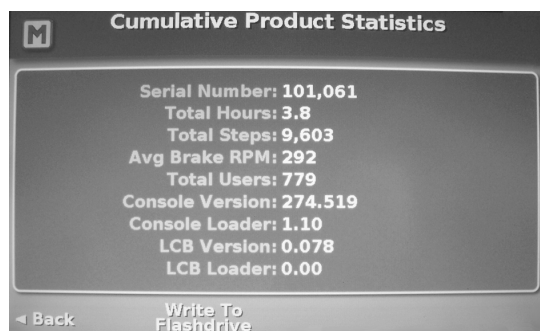 M
Cumulative Product Statistics
Serial Number: 101,061
Total Hours: 3.8
Total Steps: 9,603
Avg Brake RPM: 292
Total Users: 779
Console Version: 274.519
Console Loader: 1.10
LCB Version: 0.078
LCB Loader: 0.00
◄ Back
Write To
Flashdrive